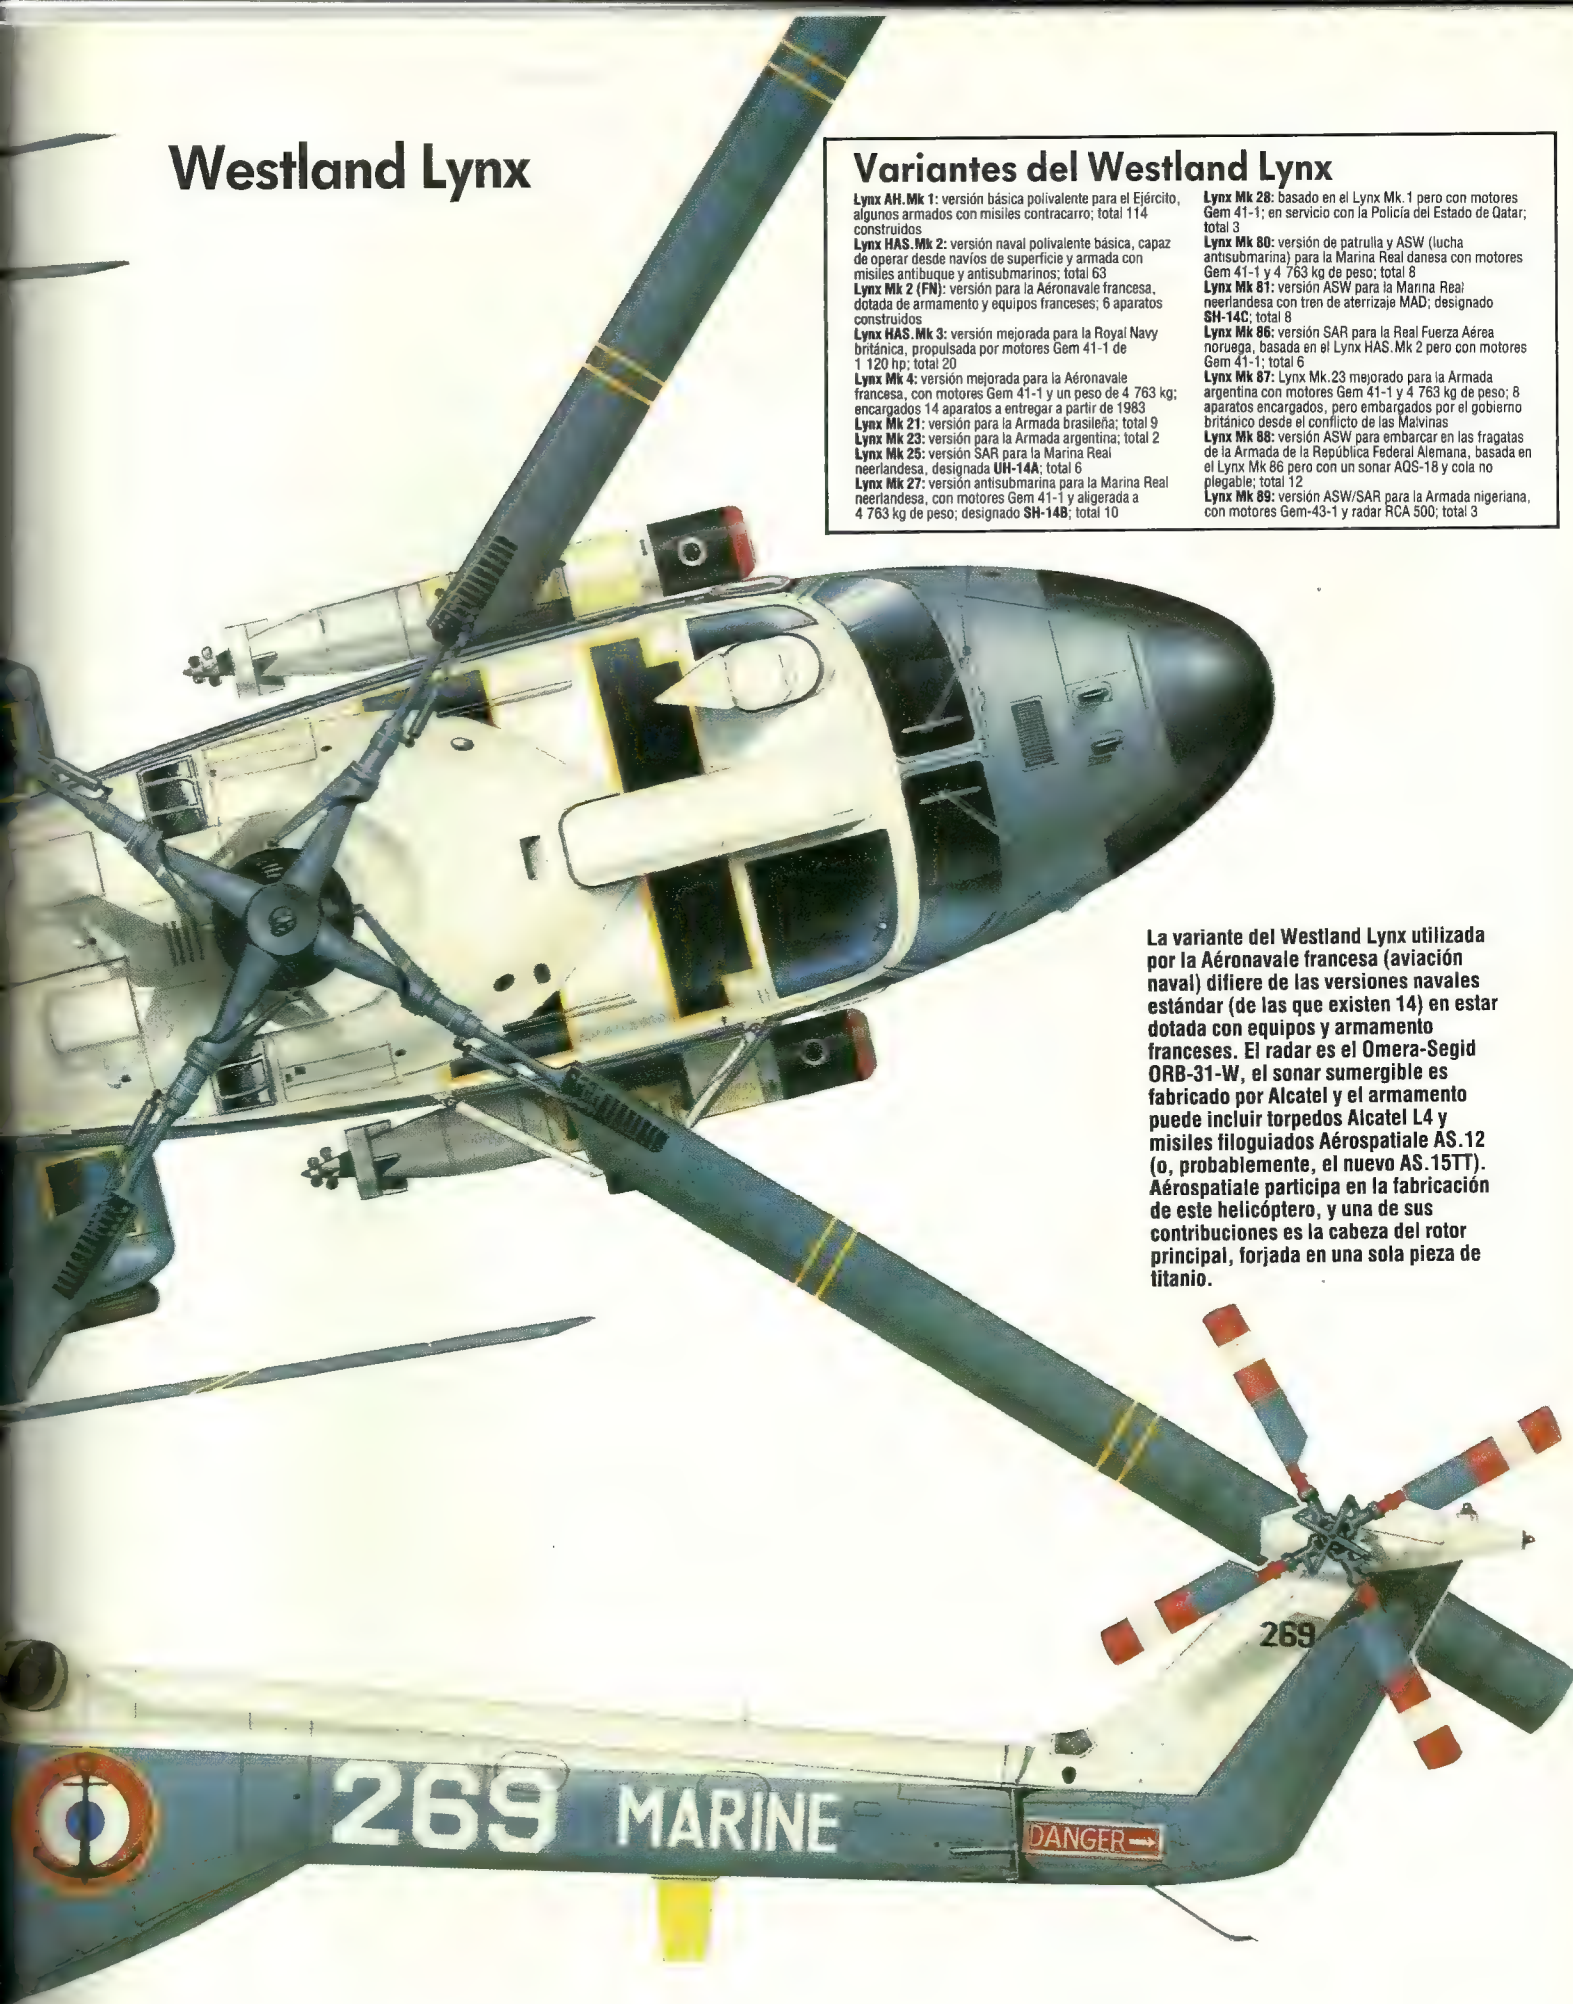 Westland Lynx
Variantes del Westland Lynx
Lynx AH.Mk 1: versión básica polivalente para el Ejército,
algunos armados con misiles contracarro; total 114
construidos
Lynx HAS.Mk 2: versión naval polivalente básica, capaz
de operar desde navíos de superficie y armada con
misiles antibuque y antisubmarinos; total 63
Lynx Mk 2 (FN): versión para la Aéronavale francesa,
dotada de armamento y equipos franceses; 6 aparatos
construidos
Lynx HAS.Mk 3: versión mejorada para la Royal Navy
británica, propulsada por motores Gem 41-1 de
1 120 hp; total 20
Lynx Mk 4: versión mejorada para la Aéronavale
francesa, con motores Gem 41-1 y un peso de 4 763 kg;
encargados 14 aparatos a entregar a partir de 1983
Lynx Mk 21: versión para la Armada brasileña; total 9
Lynx Mk 23: versión para la Armada argentina; total 2
Lynx Mk 25: versión SAR para la Marina Real
neerlandesa, designada UH-14A; total 6
Lynx Mk 27: versión antisubmarina para la Marina Real
neerlandesa, con motores Gem 41-1 y aligerada a
4 763 kg de peso; designado SH-14B; total 10
Lynx Mk 28: basado en el Lynx Mk.1 pero con motores
Gem 41-1; en servicio con la Policía del Estado de Qatar;
total 3
Lynx Mk 80: versión de patrulla y ASW (lucha
antisubmarina) para la Marina Real danesa con motores
Gem 41-1 y 4 763 kg de peso; total 8
Lynx Mk 81: versión ASW para la Marina Real
neerlandesa con tren de aterrizaje MAD; designado
SH-14C; total 8
Lynx Mk 86: versión SAR para la Real Fuerza Aérea
noruega, basada en el Lynx HAS.Mk 2 pero con motores
Gem 41-1; total 6
Lynx Mk 87: Lynx Mk.23 mejorado para la Armada
argentina con motores Gem 41-1 y 4 763 kg de peso; 8
aparatos encargados, pero embargados por el gobierno
británico desde el conflicto de las Malvinas
Lynx Mk 88: versión ASW para embarcar en las fragatas
de la Armada de la República Federal Alemana, basada en
el Lynx Mk 86 pero con un sonar AQS-18 y cola no
plegable; total 12
Lynx Mk 89: versión ASW/SAR para la Armada nigeriana,
con motores Gem-43-1 y radar RCA 500; total 3
La variante del Westland Lynx utilizada
por la Aéronavale francesa (aviación
naval) difiere de las versiones navales
estándar (de las que existen 14) en estar
dotada con equipos y armamento
franceses. El radar es el Omera-Segid
ORB-31-W, el sonar sumergible es
fabricado por Alcatel y el armamento
puede incluir torpedos Alcatel L4 y
misiles filoguiados Aérospatiale AS.12
(o, probablemente, el nuevo AS.15TT).
Aérospatiale participa en la fabricación
de este helicóptero, y una de sus
contribuciones es la cabeza del rotor
principal, forjada en una sola pieza de
titanio.
269
269 MARINE
DANGER→